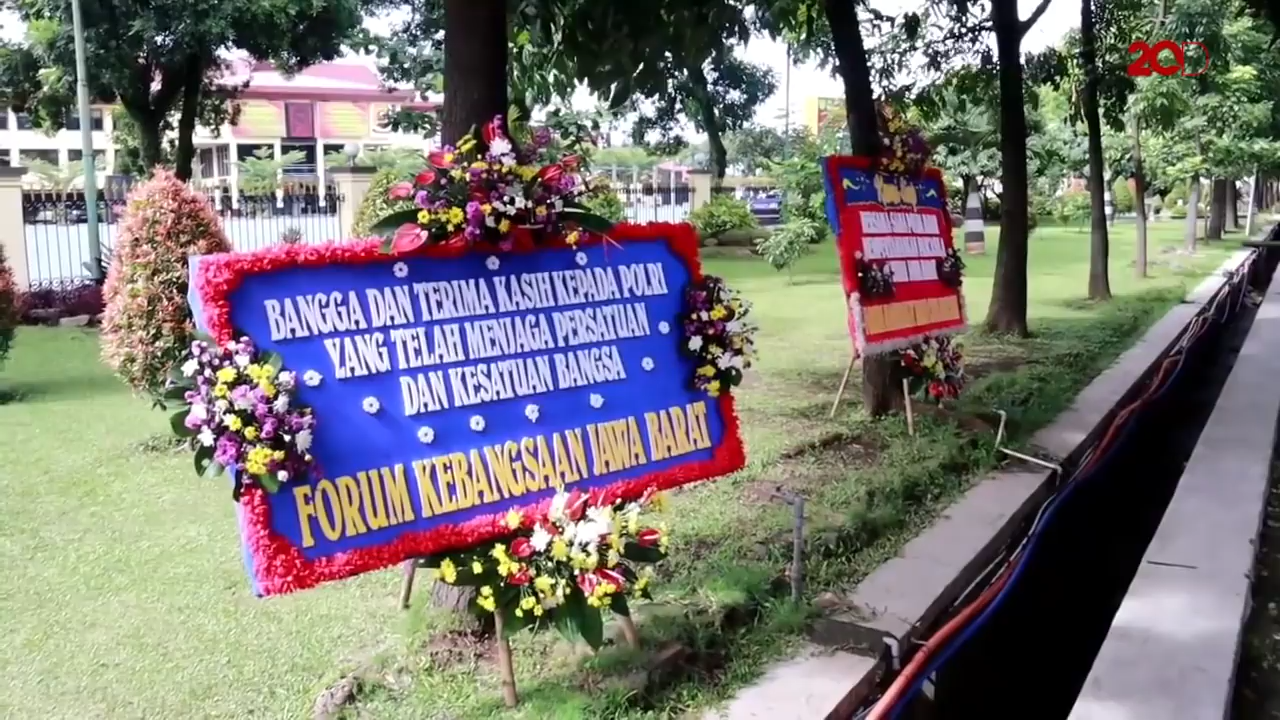 BANGGA DAN TERIMA KASIH KEPADA POLRI
YANG TELAH MENJAGA PERSATUAN
DAN KESATUAN BANGSA
FORUM KEBANGSAAN JAWA BARAT
20D